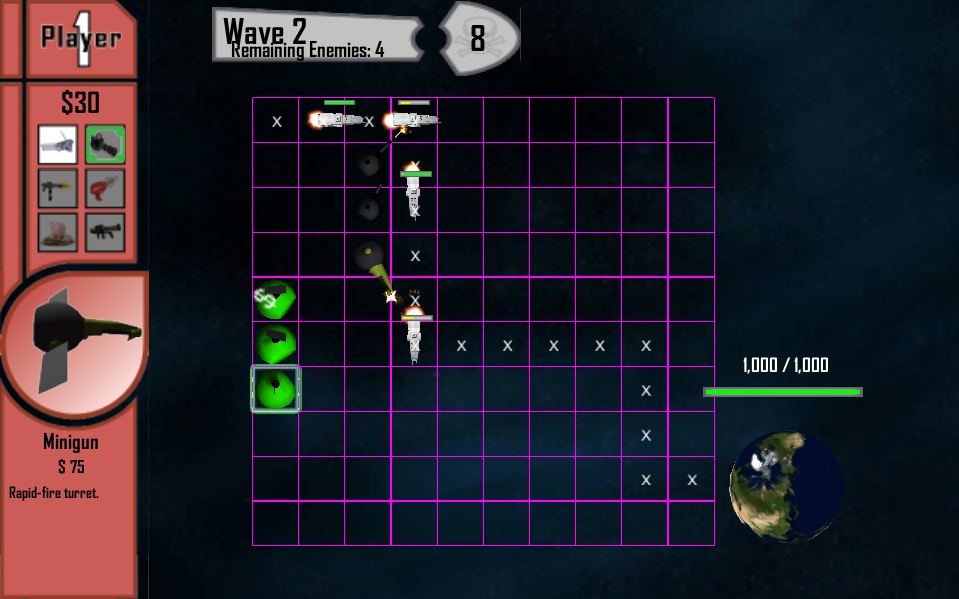 Player
1
$30
Wave 2
Remaining Enemies: 4
8
x x
x
x
x
x
x x x x x x
x
x
x x
$
1,000 / 1,000
Minigun
$ 75
Rapid-fire turret.